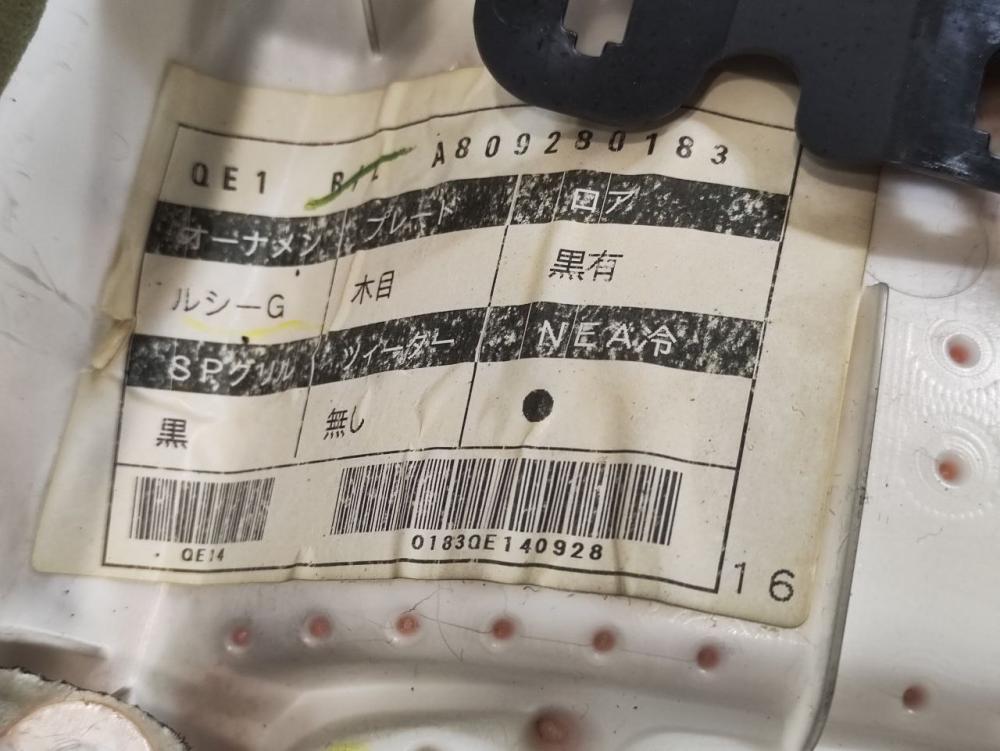 QE1 R/L A809280183
オーナメン プレート ロア
ルシーG 木目 黒有
SPグリル ツィーター NEA冷
黒 無し ●
QE14 0183QE140928
16